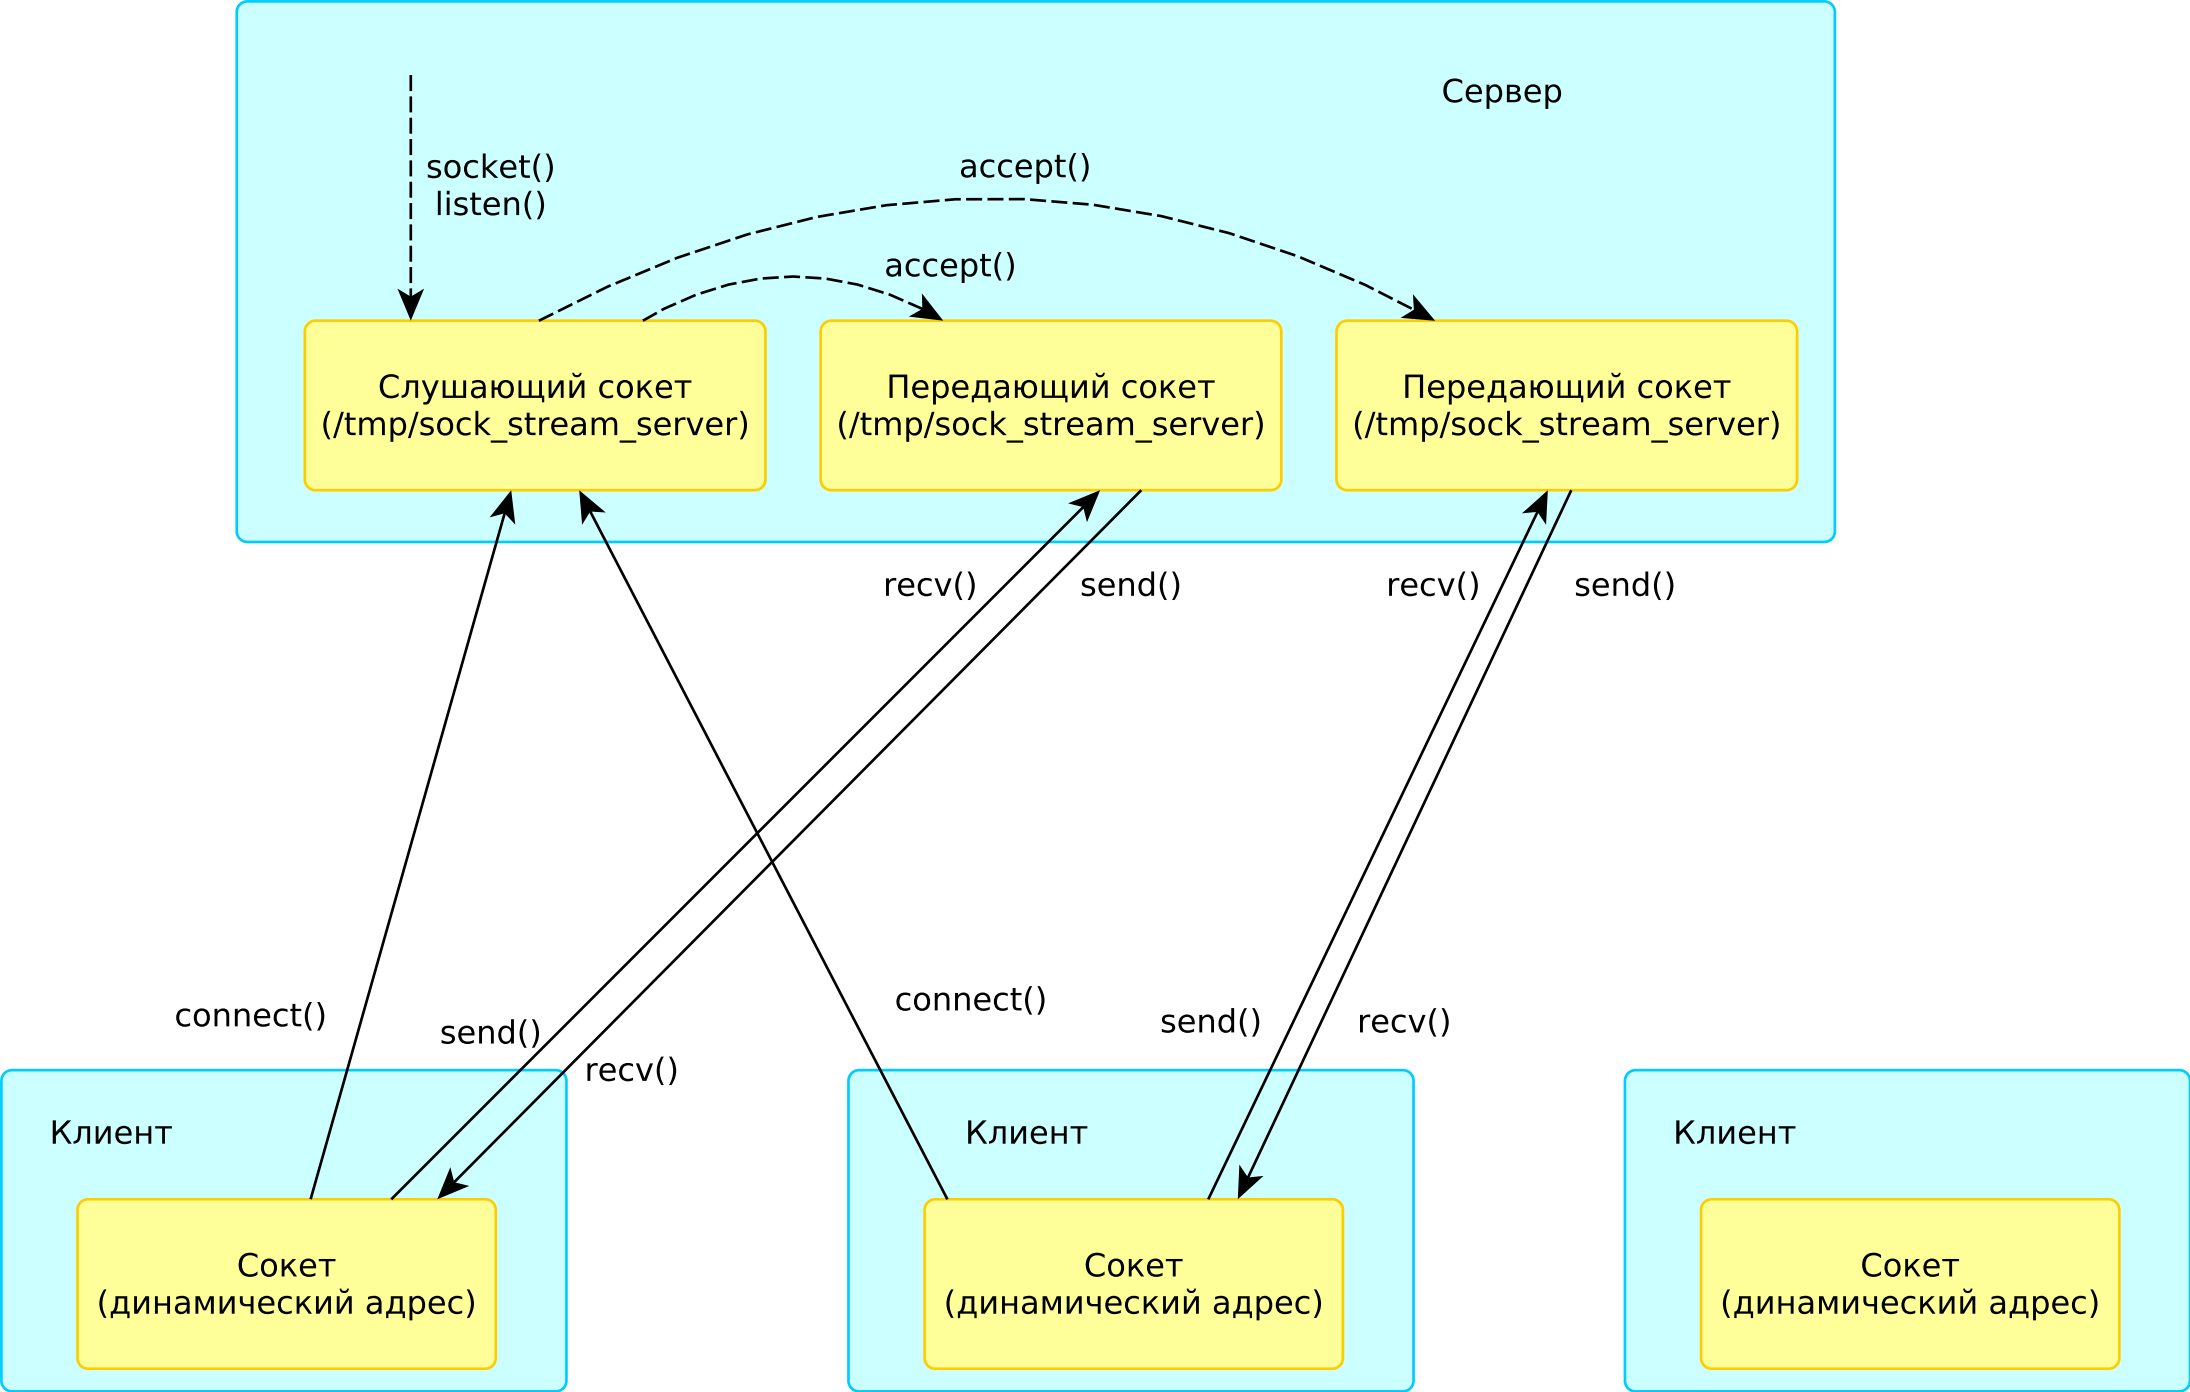 Сервер
socket()
listen()
accept()
accept()
Слушающий сокет
(/tmp/sock_stream_server)
Передающий сокет
(/tmp/sock_stream_server)
Передающий сокет
(/tmp/sock_stream_server)
recv()
send()
recv()
send()
connect()
send()
recv()
connect()
send()
recv()
Клиент
Сокет
(динамический адрес)
Клиент
Сокет
(динамический адрес)
Клиент
Сокет
(динамический адрес)